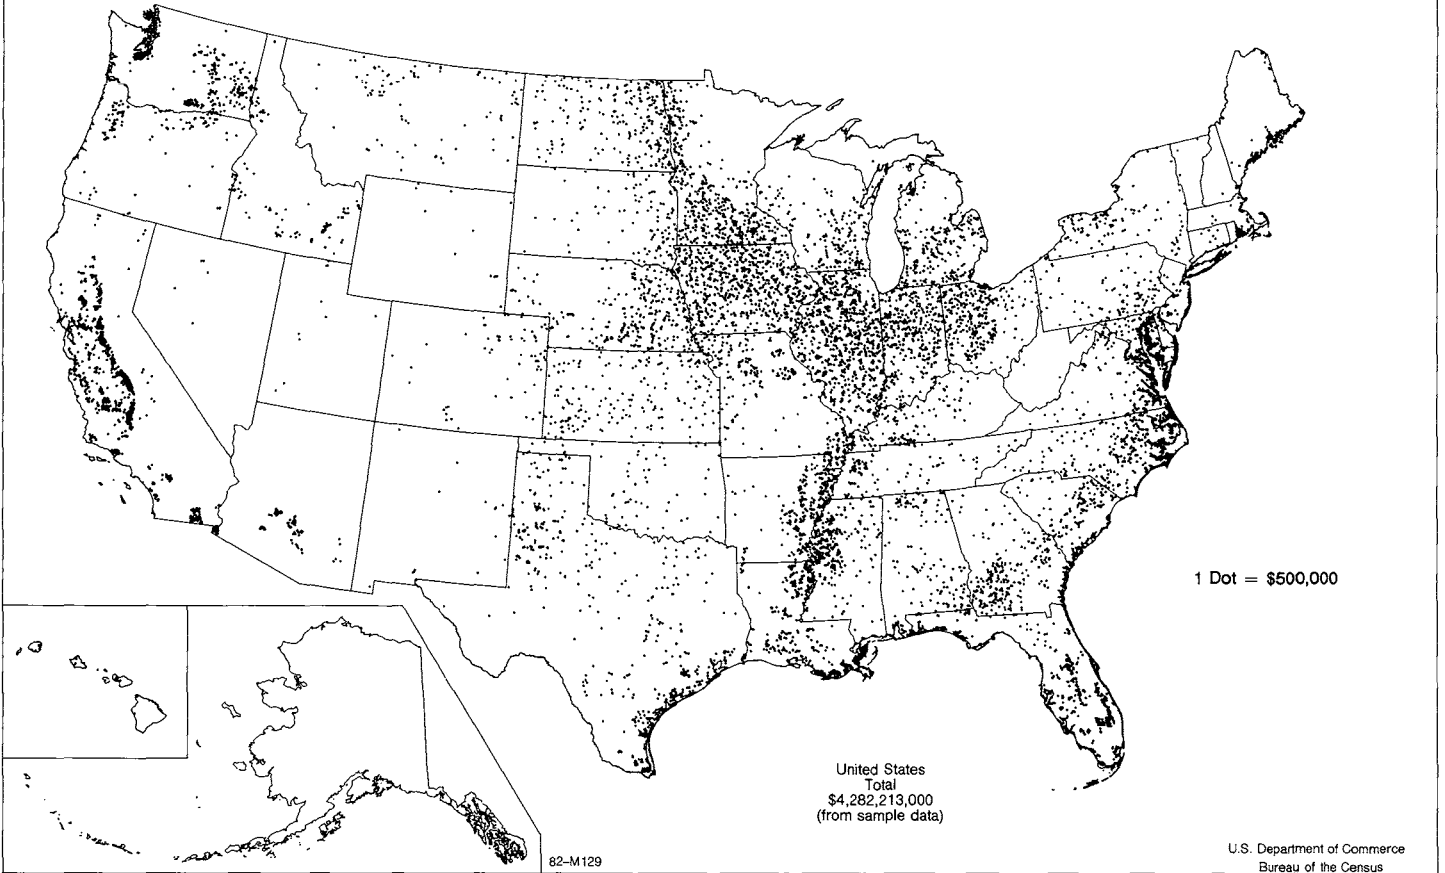 1 Dot = $500,000
United States
Total
$4,282,213,000
(from sample data)
82–M129
U.S. Department of Commerce
Bureau of the Census